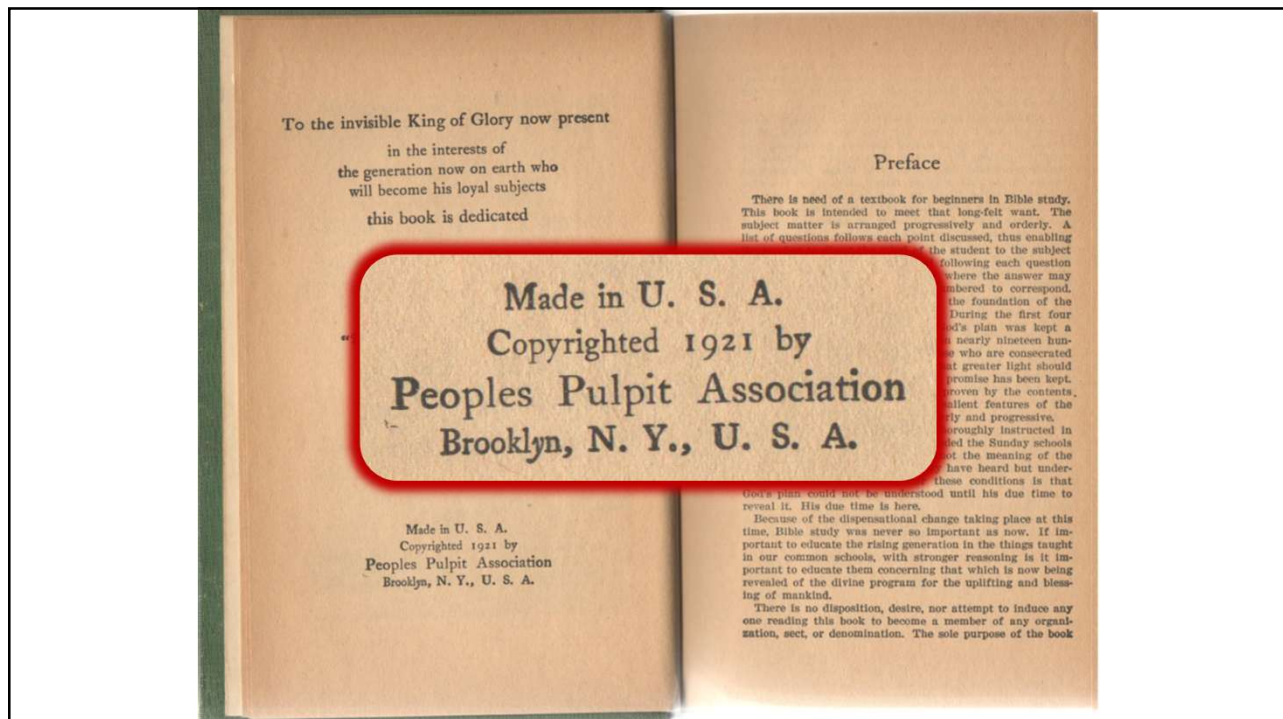 To the invisible King of Glory now present
in the interests of
the generation now on earth who
will become his loyal subjects
this book is dedicated
Made in U. S. A.
Copyrighted 1921 by
Peoples Pulpit Association
Brooklyn, N. Y., U. S. A.
Made in U. S. A.
Copyrighted 1921 by
Peoples Pulpit Association
Brooklyn, N. Y., U. S. A.
Preface
There is need of a textbook for beginners in Bible study.
This book is intended to meet that long-felt want. The
subject matter is arranged progressively and orderly. A
list of questions follows each point discussed, thus enabling
of the student to the subject
following each question
where the answer may
numbered to correspond.
the foundation of the
During the first four
God's plan was kept a
nearly nineteen hun-
who are consecrated
that greater light should
promise has been kept.
proven by the contents
salient features of the
and progressive.
thoroughly instructed in
the Sunday schools
not the meaning of the
have heard but under-
these conditions is that
God's plan could not be understood until his due time to
reveal it. His due time is here.
Because of the dispensational change taking place at this
time, Bible study was never so important as now. If im-
portant to educate the rising generation in the things taught
in our common schools, with stronger reasoning is it im-
portant to educate them concerning that which is now being
revealed of the divine program for the uplifting and bless-
ing of mankind.
There is no disposition, desire, nor attempt to induce any
one reading this book to become a member of any organi-
zation, sect, or denomination. The sole purpose of the book